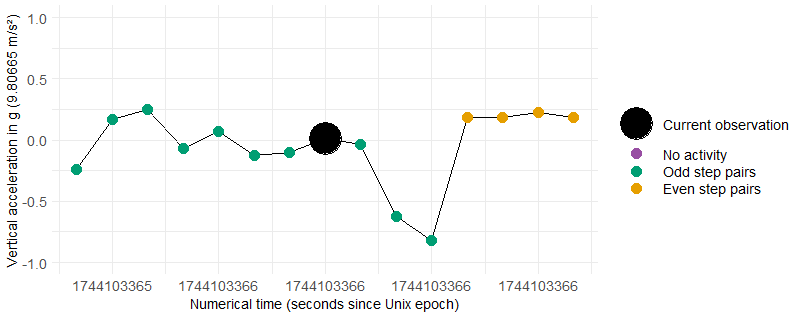 Vertical acceleration in g (9.80665 m/s²)
1.0
0.5
0.0
-0.5
-1.0
1744103365 1744103366 1744103366 1744103366 1744103366
Numerical time (seconds since Unix epoch)
Current observation
No activity
Odd step pairs
Even step pairs